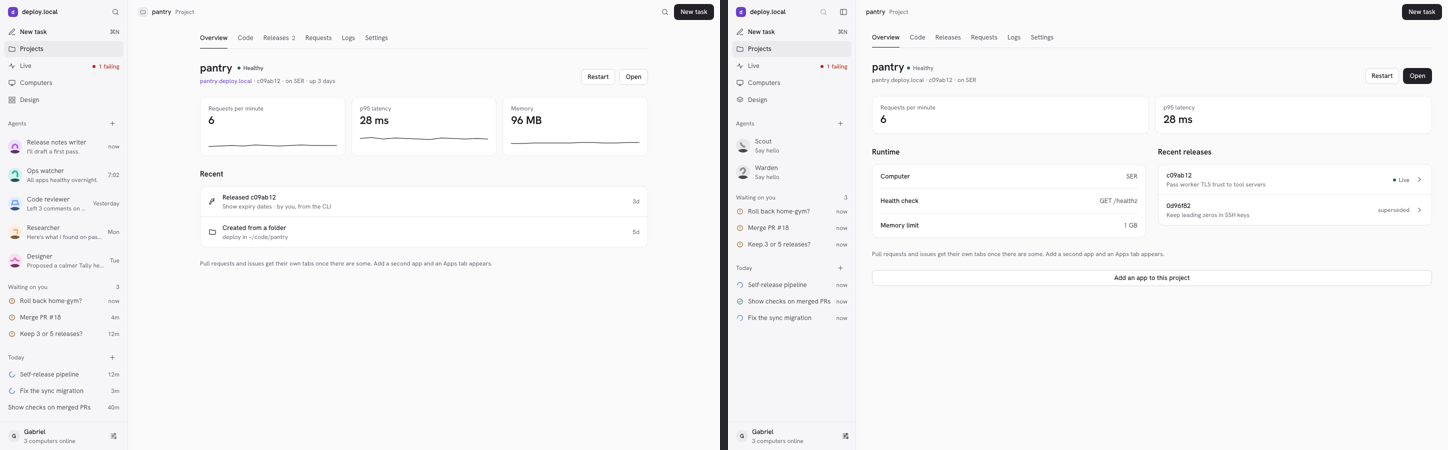 deploy.local
New task ⌘N
Projects
Live 1 failing
Computers
Design
Agents
Release notes writer now
I'll draft a first pass.
Ops watcher 7:02
All apps healthy overnight.
Code reviewer Yesterday
Left 3 comments on ...
Researcher Mon
Here's what I found on pas...
Designer Tue
Proposed a calmer Tally he...
Waiting on you 3
Roll back home-gym? now
Merge PR #18 4m
Keep 3 or 5 releases? 12m
Today
Self-release pipeline 12m
Fix the sync migration 3m
Show checks on merged PRs 40m
G Gabriel
3 computers online
pantry Project
New task
Overview Code Releases 2 Requests Logs Settings
pantry Healthy
pantry.deploy.local · c09ab12 · on SER · up 3 days
Restart Open
Requests per minute
6
p95 latency
28 ms
Memory
96 MB
Recent
Released c09ab12
Show expiry dates · by you, from the CLI
3d
Created from a folder
deploy in ~/code/pantry
5d
Pull requests and issues get their own tabs once there are some. Add a second app and an Apps tab appears.
deploy.local
New task ⌘N
Projects
Live 1 failing
Computers
Design
Agents
Scout
Say hello
Warden
Say hello
Waiting on you 3
Roll back home-gym? now
Merge PR #18 now
Keep 3 or 5 releases? now
Today
Self-release pipeline now
Show checks on merged PRs now
Fix the sync migration now
G Gabriel
3 computers online
pantry Project
New task
Overview Code Releases Requests Logs Settings
pantry Healthy
pantry.deploy.local · c09ab12 · on SER
Restart Open
Requests per minute
6
p95 latency
28 ms
Runtime
Computer SER
Health check GET /healthz
Memory limit 1 GB
Recent releases
c09ab12
Pass worker TLS trust to tool servers
Live
0d96f82
Keep leading zeros in SSH keys
superseded
Pull requests and issues get their own tabs once there are some. Add a second app and an Apps tab appears.
Add an app to this project